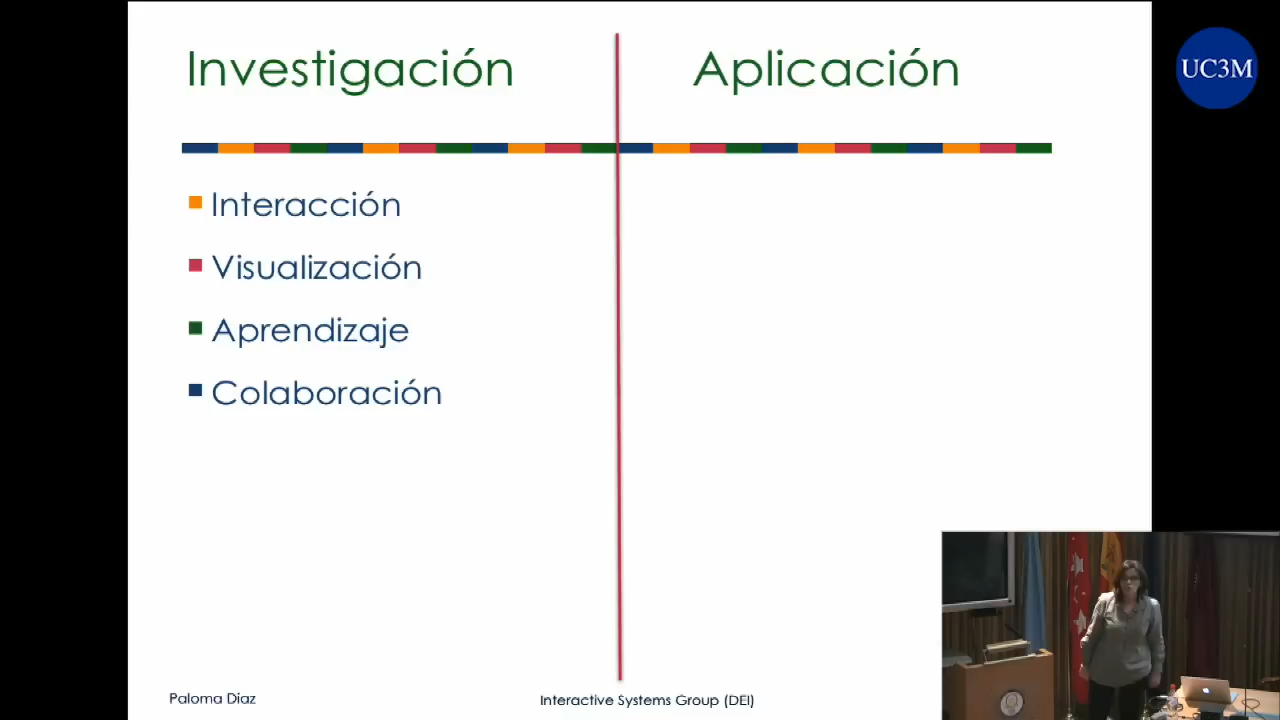 Investigación
Aplicación
UC3M
Interacción
Visualización
Aprendizaje
Colaboración
Paloma Díaz
Interactive Systems Group (DEI)